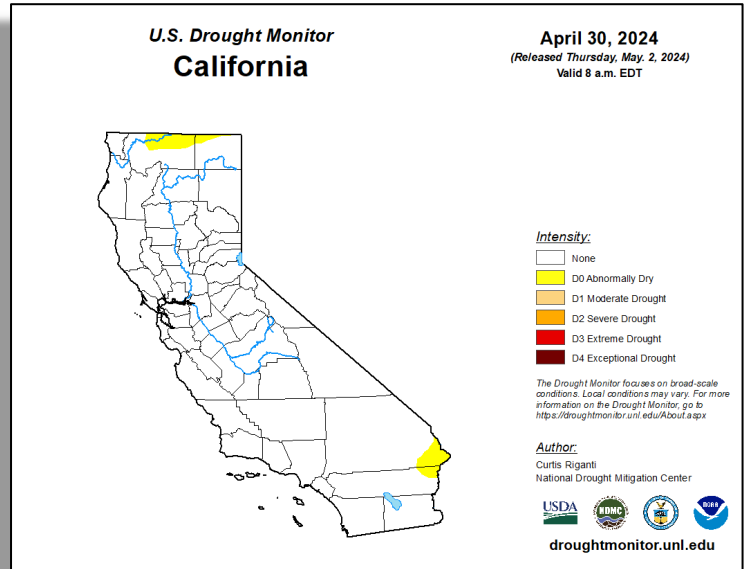 U.S. Drought Monitor
California
April 30, 2024
(Released Thursday, May. 2, 2024)
Valid 8 a.m. EDT
Intensity:
None
D0 Abnormally Dry
D1 Moderate Drought
D2 Severe Drought
D3 Extreme Drought
D4 Exceptional Drought
The Drought Monitor focuses on broad-scale
conditions. Local conditions may vary. For more
information on the Drought Monitor, go to
https://droughtmonitor.unl.edu/About.aspx
Author:
Curtis Riganti
National Drought Mitigation Center
USDA
NDMC
NOAA
droughtmonitor.unl.edu